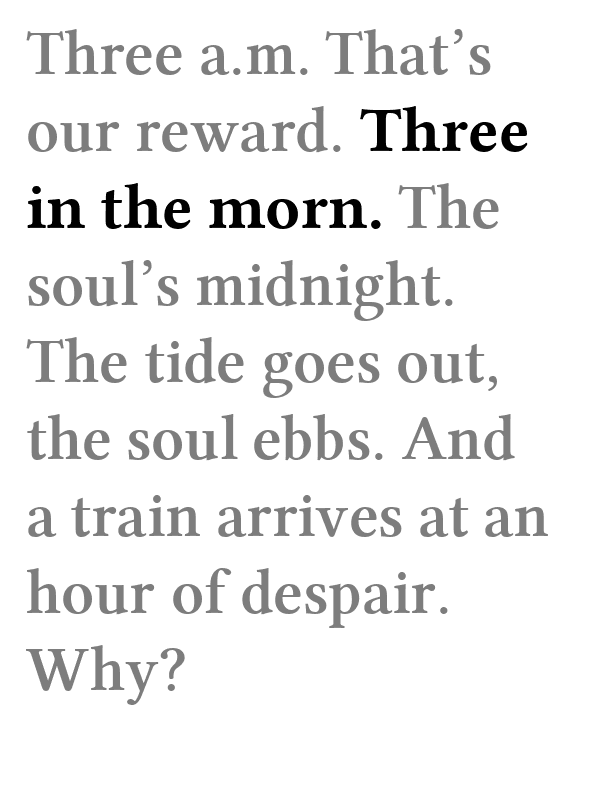 Three a.m. That’s
our reward. Three
in the morn. The
soul’s midnight.
The tide goes out,
the soul ebbs. And
a train arrives at an
hour of despair.
Why?